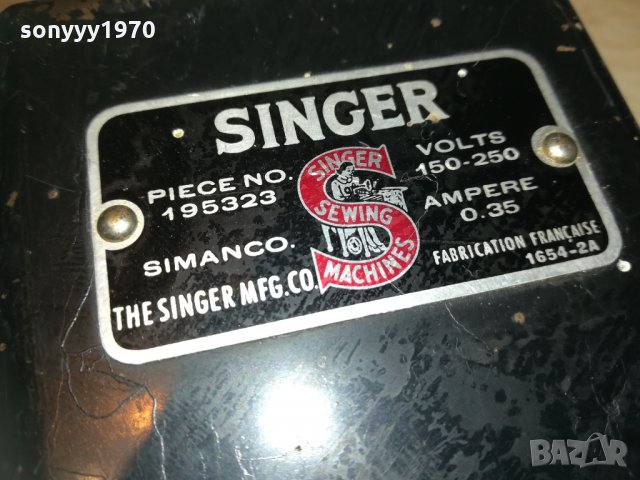 sonyyy1970
SINGER
PIECE NO.
195323
SIMANCO.
THE SINGER MFG.CO.
SINGER
SEWING
MACHINES
VOLTS
150-250
AMPERE
0.35
FABRICATION FRANÇAISE
1654-2A
BAZAR